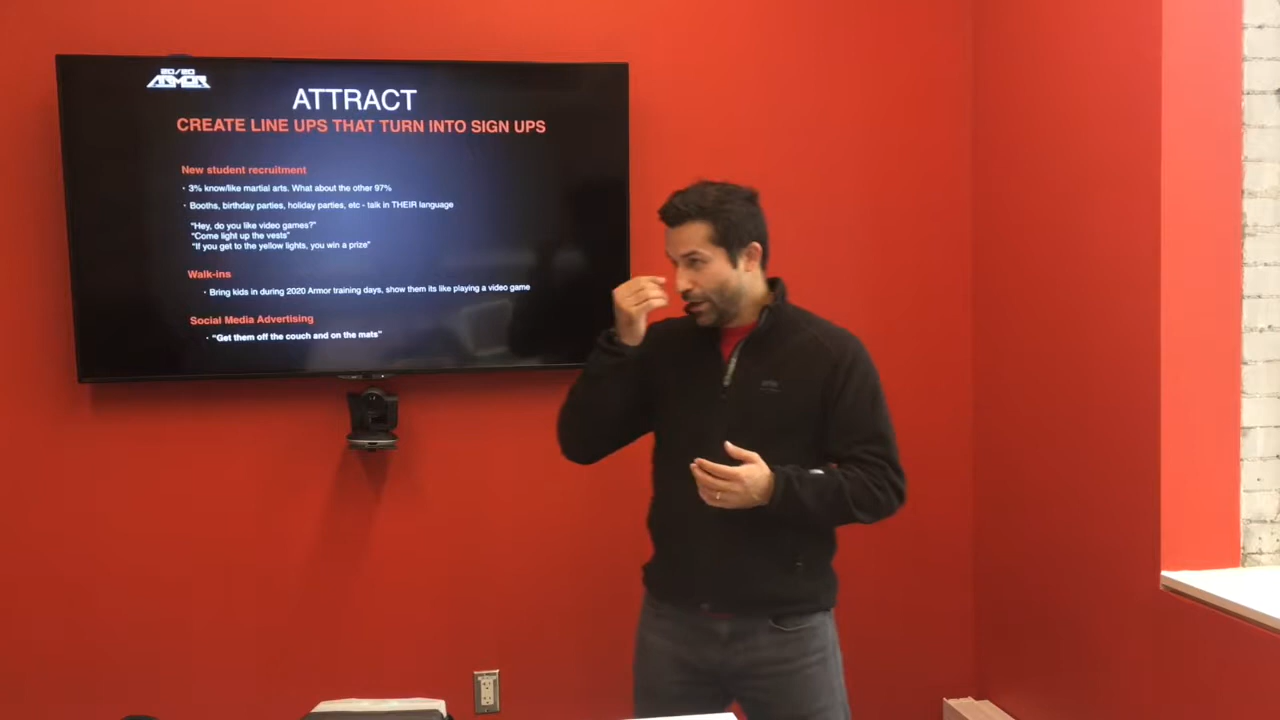 20/20
ARMOR
ATTRACT
CREATE LINE UPS THAT TURN INTO SIGN UPS
New student recruitment
• 3% know/like martial arts. What about the other 97%
• Booths, birthday parties, holiday parties, etc - talk in THEIR language
"Hey, do you like video games?"
"Come light up the vests"
"If you get to the yellow lights, you win a prize"
Walk-ins
• Bring kids in during 2020 Armor training days, show them its like playing a video game
Social Media Advertising
• "Get them off the couch and on the mats"